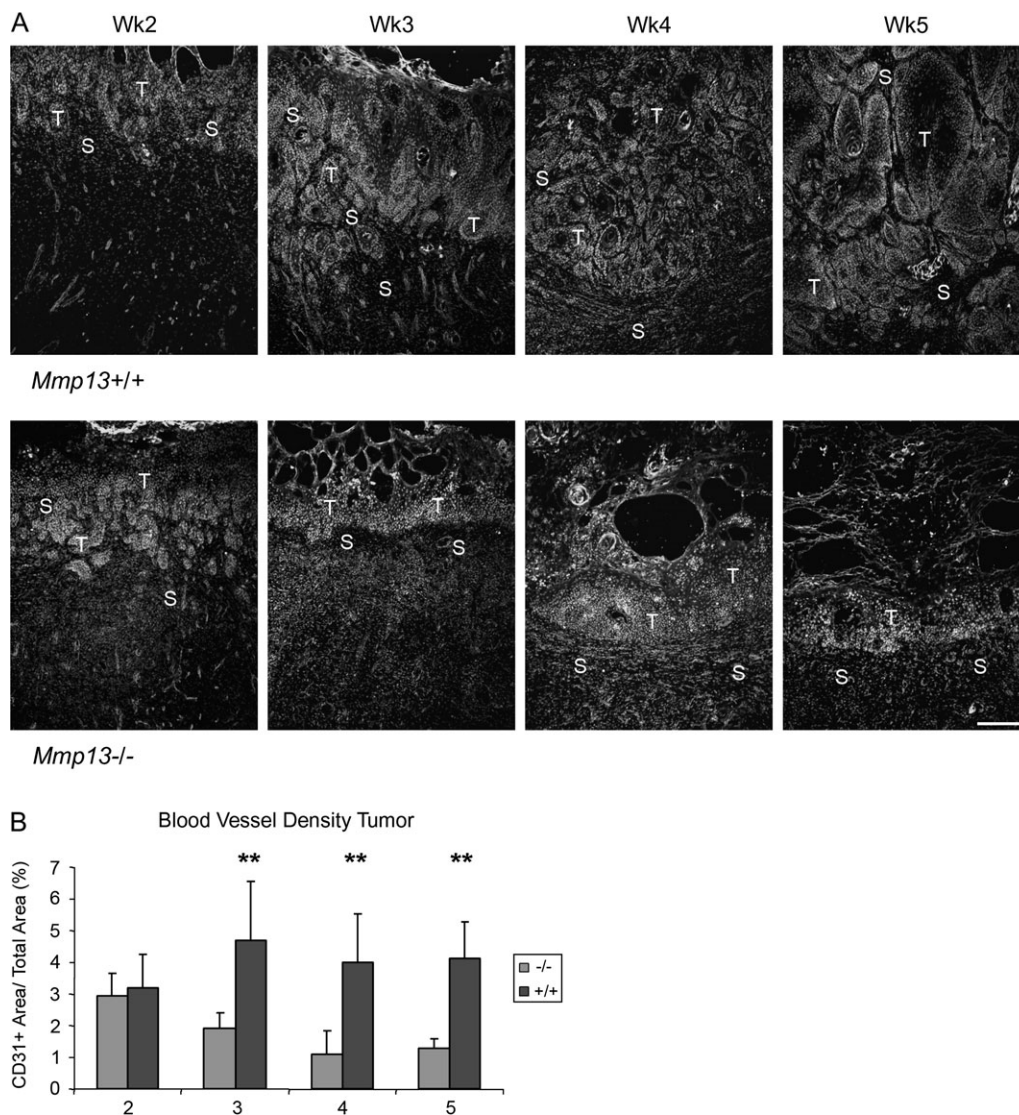 A
Wk2 Wk3 Wk4 Wk5
T
T S
S
S
T
S T
S
T
S
T
S
S
T
T
S
Mmp13+/+
T
S
T
S
T T
S S
T
T
S S
T
S S
Mmp13-/-
B
Blood Vessel Density Tumor
CD31+ Area/ Total Area (%)
7
6
5
4
3
2
1
0
** ** **
-/-
+/+
2 3 4 5